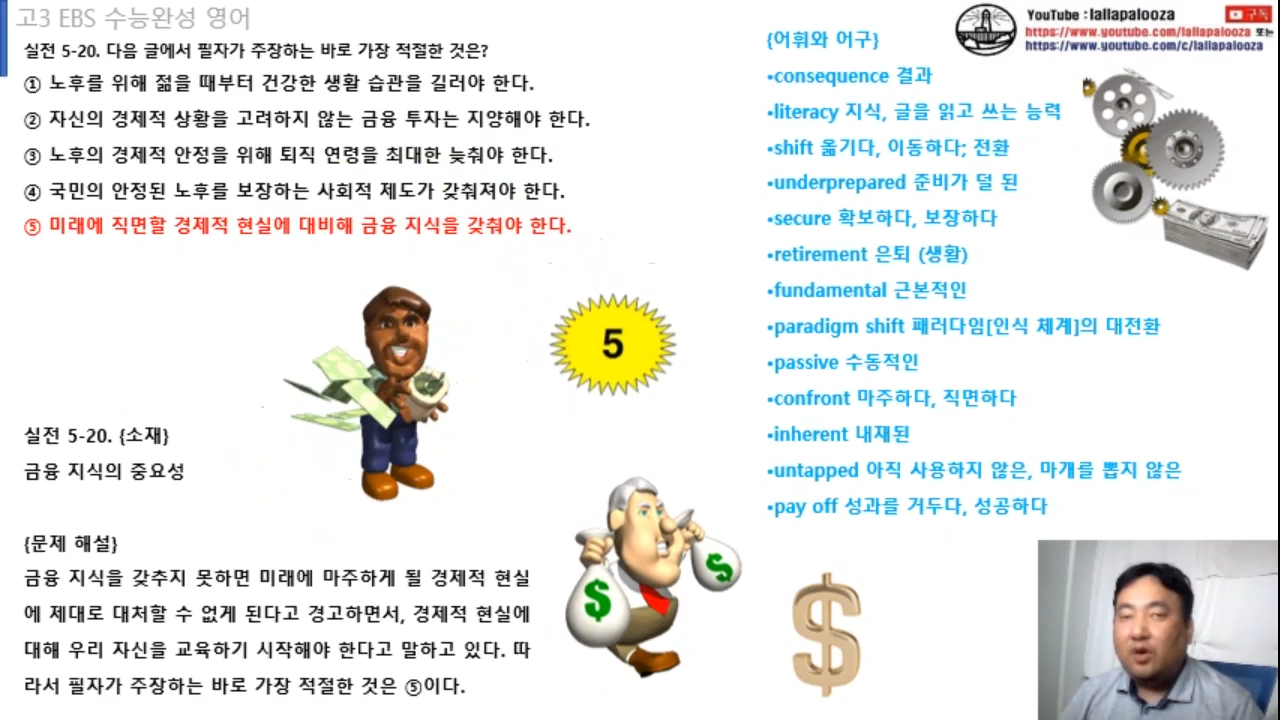 고3 EBS 수능완성 영어
실전 5-20. 다음 글에서 필자가 주장하는 바로 가장 적절한 것은?
① 노후를 위해 젊을 때부터 건강한 생활 습관을 길러야 한다.
② 자신의 경제적 상황을 고려하지 않는 금융 투자는 지양해야 한다.
③ 노후의 경제적 안정을 위해 퇴직 연령을 최대한 늦춰야 한다.
④ 국민의 안정된 노후를 보장하는 사회적 제도가 갖춰져야 한다.
⑤ 미래에 직면할 경제적 현실에 대비해 금융 지식을 갖춰야 한다.
5
실전 5-20. {소재}
금융 지식의 중요성
{문제 해설}
금융 지식을 갖추지 못하면 미래에 마주하게 될 경제적 현실
에 제대로 대처할 수 없게 된다고 경고하면서, 경제적 현실에
대해 우리 자신을 교육하기 시작해야 한다고 말하고 있다. 따
라서 필자가 주장하는 바로 가장 적절한 것은 ⑤이다.
{어휘와 어구}
•consequence 결과
•literacy 지식, 글을 읽고 쓰는 능력
•shift 옮기다, 이동하다; 전환
•underprepared 준비가 덜 된
•secure 확보하다, 보장하다
•retirement 은퇴 (생활)
•fundamental 근본적인
•paradigm shift 패러다임[인식 체계]의 대전환
•passive 수동적인
•confront 마주하다, 직면하다
•inherent 내재된
•untapped 아직 사용하지 않은, 마개를 뽑지 않은
•pay off 성과를 거두다, 성공하다
YouTube : lallapalooza
구독
https://www.youtube.com/lallapalooza 또는
https://www.youtube.com/c/lallapalooza
$
$
$